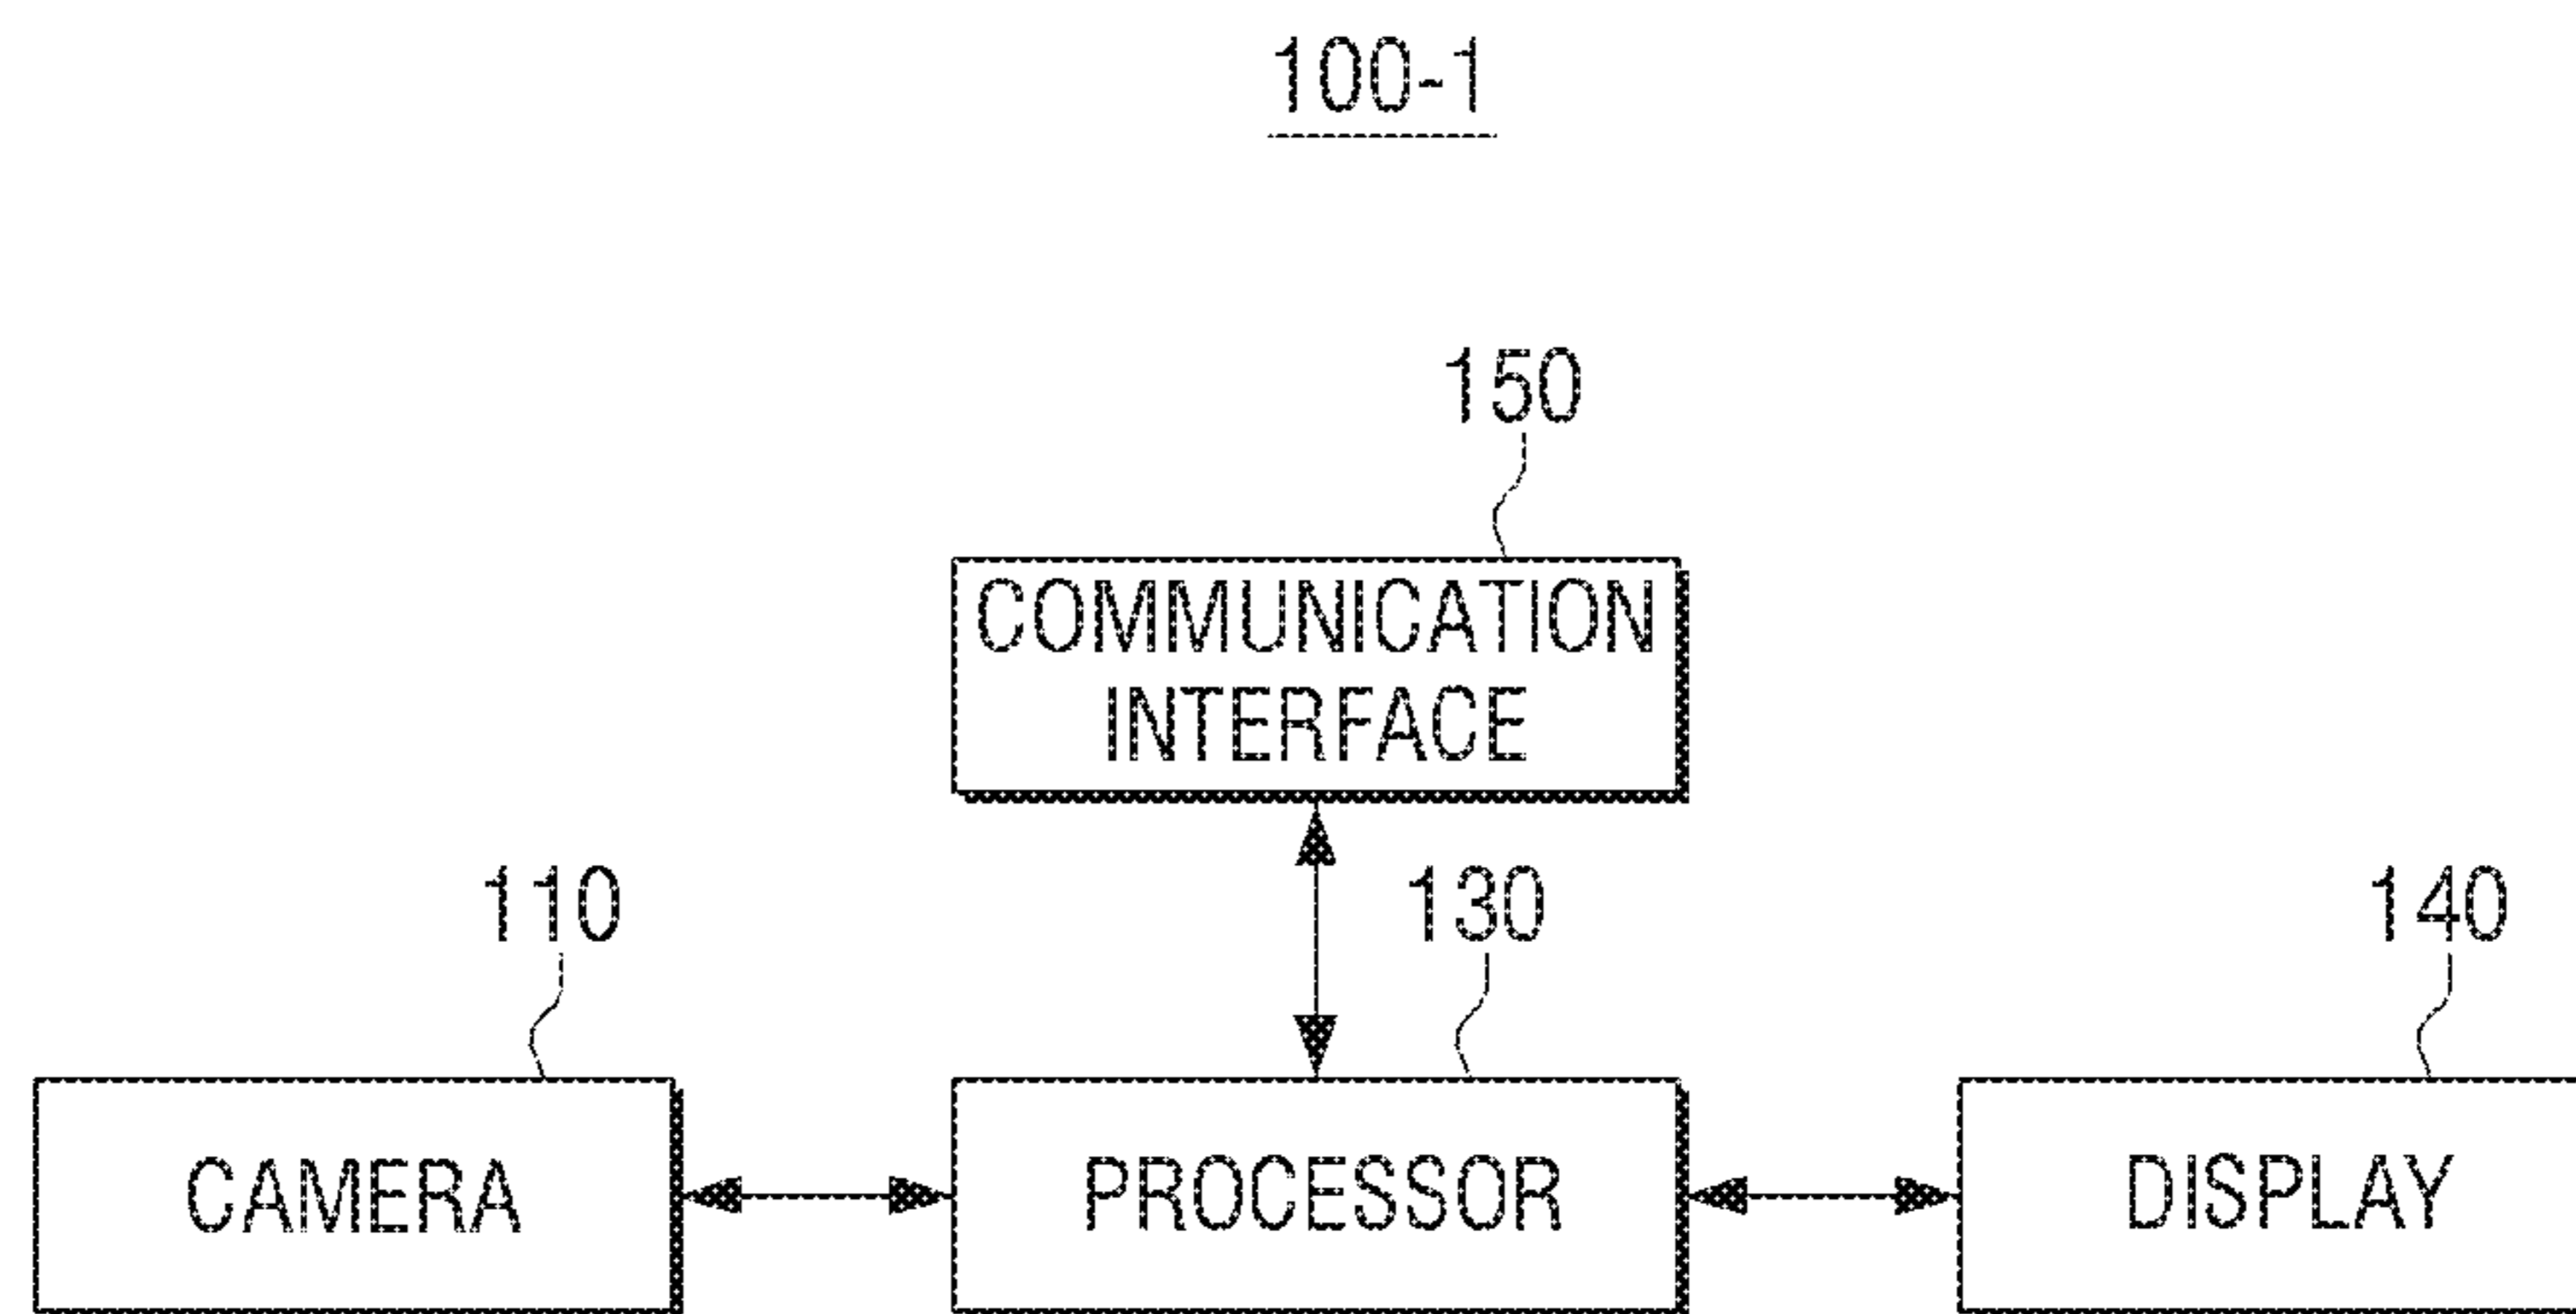 100-1
150
COMMUNICATION
INTERFACE
110
130
140
CAMERA
PROCESSOR
DISPLAY